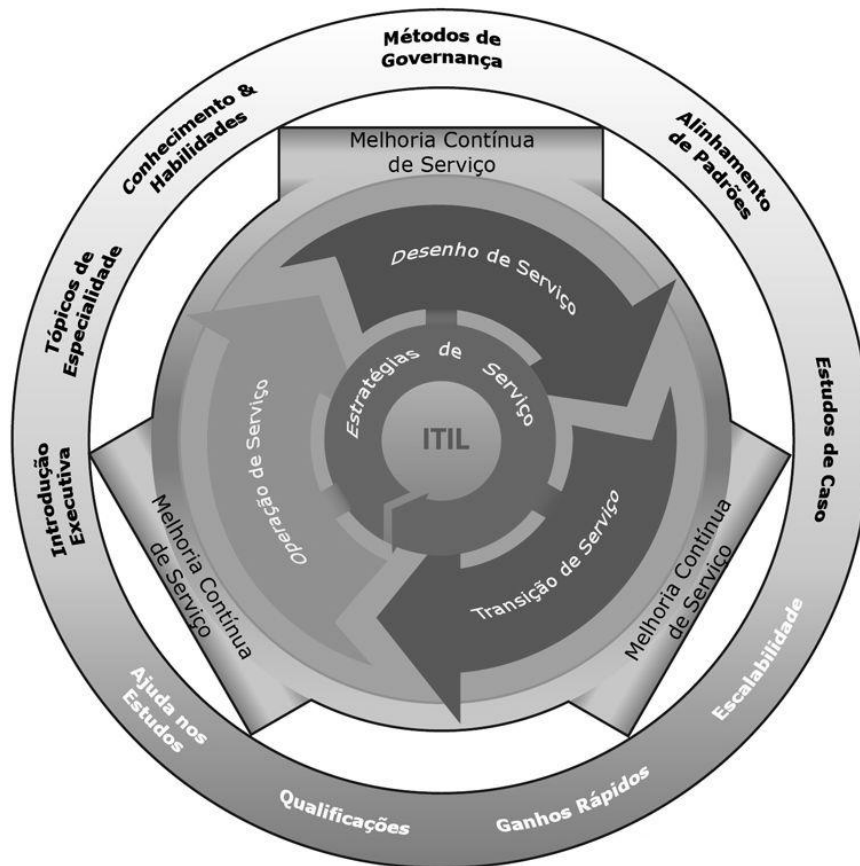 Métodos de
Governança
Alinhamento
de Padrões
Estudos de Caso
Escalabilidade
Ganhos Rápidos
Qualificações
Ajuda nos
Estudos
Introdução
Executiva
Tópicos de
Especialidade
Conhecimento &
Habilidades
Melhoria Contínua
de Serviço
Melhoria Contínua
de Serviço
Melhoria Contínua
de Serviço
Desenho de Serviço
Transição de Serviço
Operação de Serviço
Estratégias de Serviço
ITIL